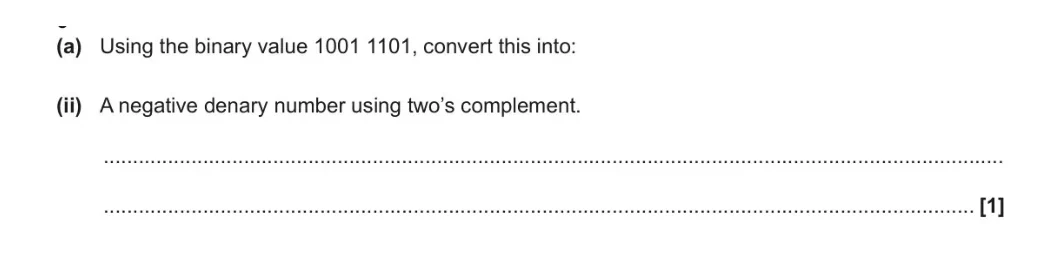 (a) Using the binary value 1001 1101, convert this into:
(ii) A negative denary number using two's complement.
[1]